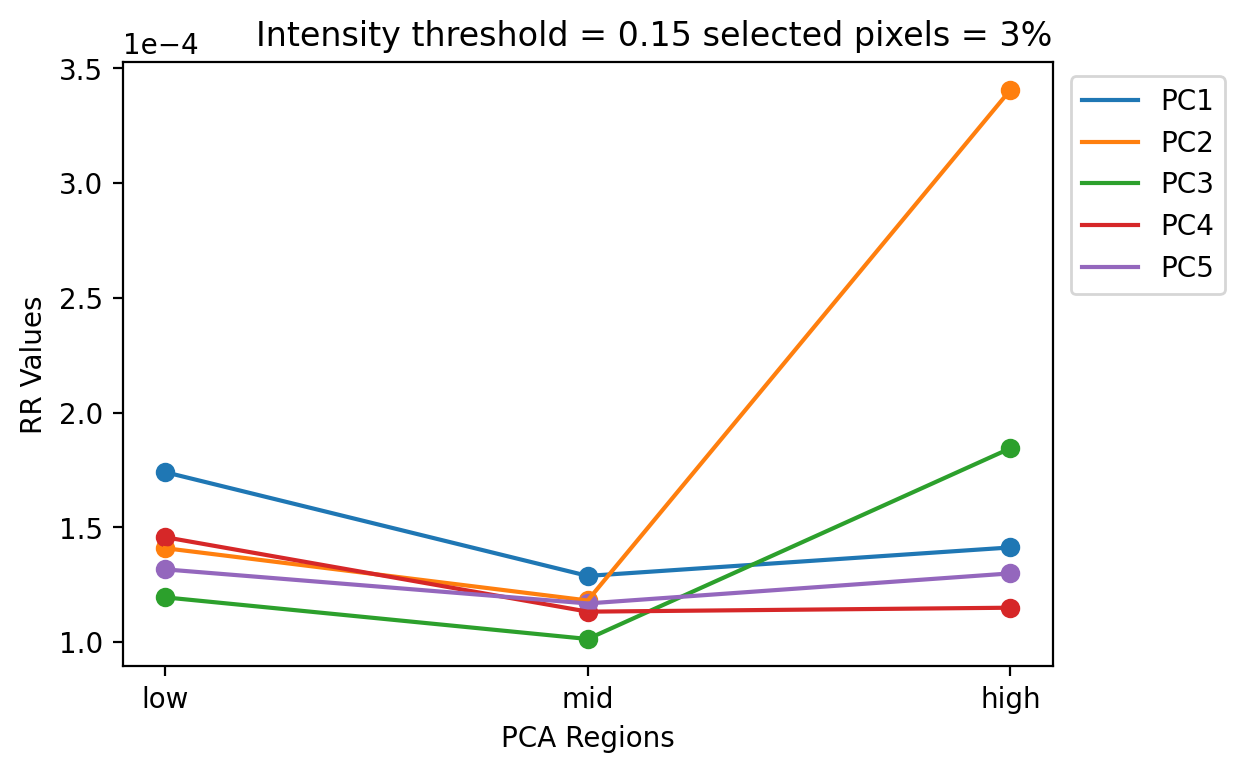 Intensity threshold = 0.15 selected pixels = 3%
1e−4
3.5
3.0
2.5
2.0
1.5
1.0
RR Values
low mid high
PCA Regions
PC1
PC2
PC3
PC4
PC5